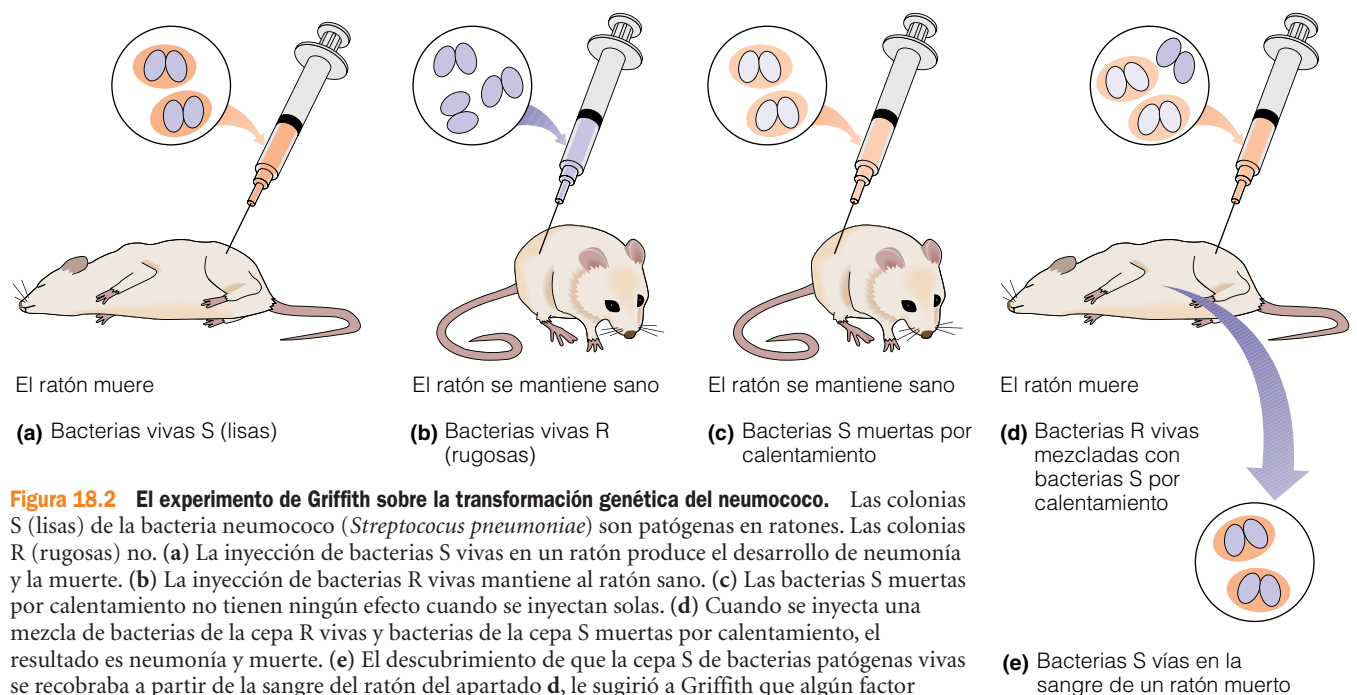 El ratón muere
El ratón se mantiene sano
El ratón se mantiene sano
El ratón muere
(a) Bacterias vivas S (lisas)
(b) Bacterias vivas R
(rugosas)
(c) Bacterias S muertas por
calentamiento
(d) Bacterias R vivas
mezcladas con
bacterias S por
calentamiento
Figura 18.2 El experimento de Griffith sobre la transformación genética del neumococo. Las colonias
S (lisas) de la bacteria neumococo (Streptococus pneumoniae) son patógenas en ratones. Las colonias
R (rugosas) no. (a) La inyección de bacterias S vivas en un ratón produce el desarrollo de neumonía
y la muerte. (b) La inyección de bacterias R vivas mantiene al ratón sano. (c) Las bacterias S muertas
por calentamiento no tienen ningún efecto cuando se inyectan solas. (d) Cuando se inyecta una
mezcla de bacterias de la cepa R vivas y bacterias de la cepa S muertas por calentamiento, el
resultado es neumonía y muerte. (e) El descubrimiento de que la cepa S de bacterias patógenas vivas
se recobraba a partir de la sangre del ratón del apartado d, le sugirió a Griffith que algún factor
(e) Bacterias S vías en la
sangre de un ratón muerto